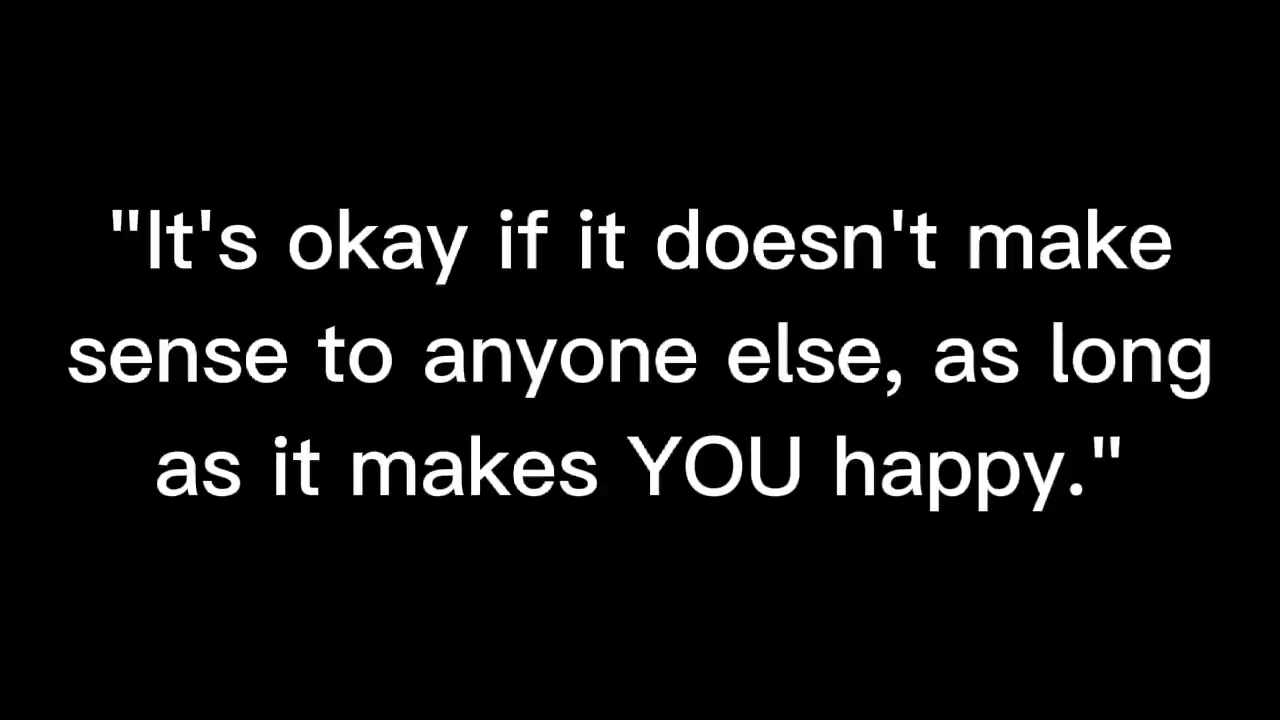 "It's okay if it doesn't make
sense to anyone else, as long
as it makes YOU happy."